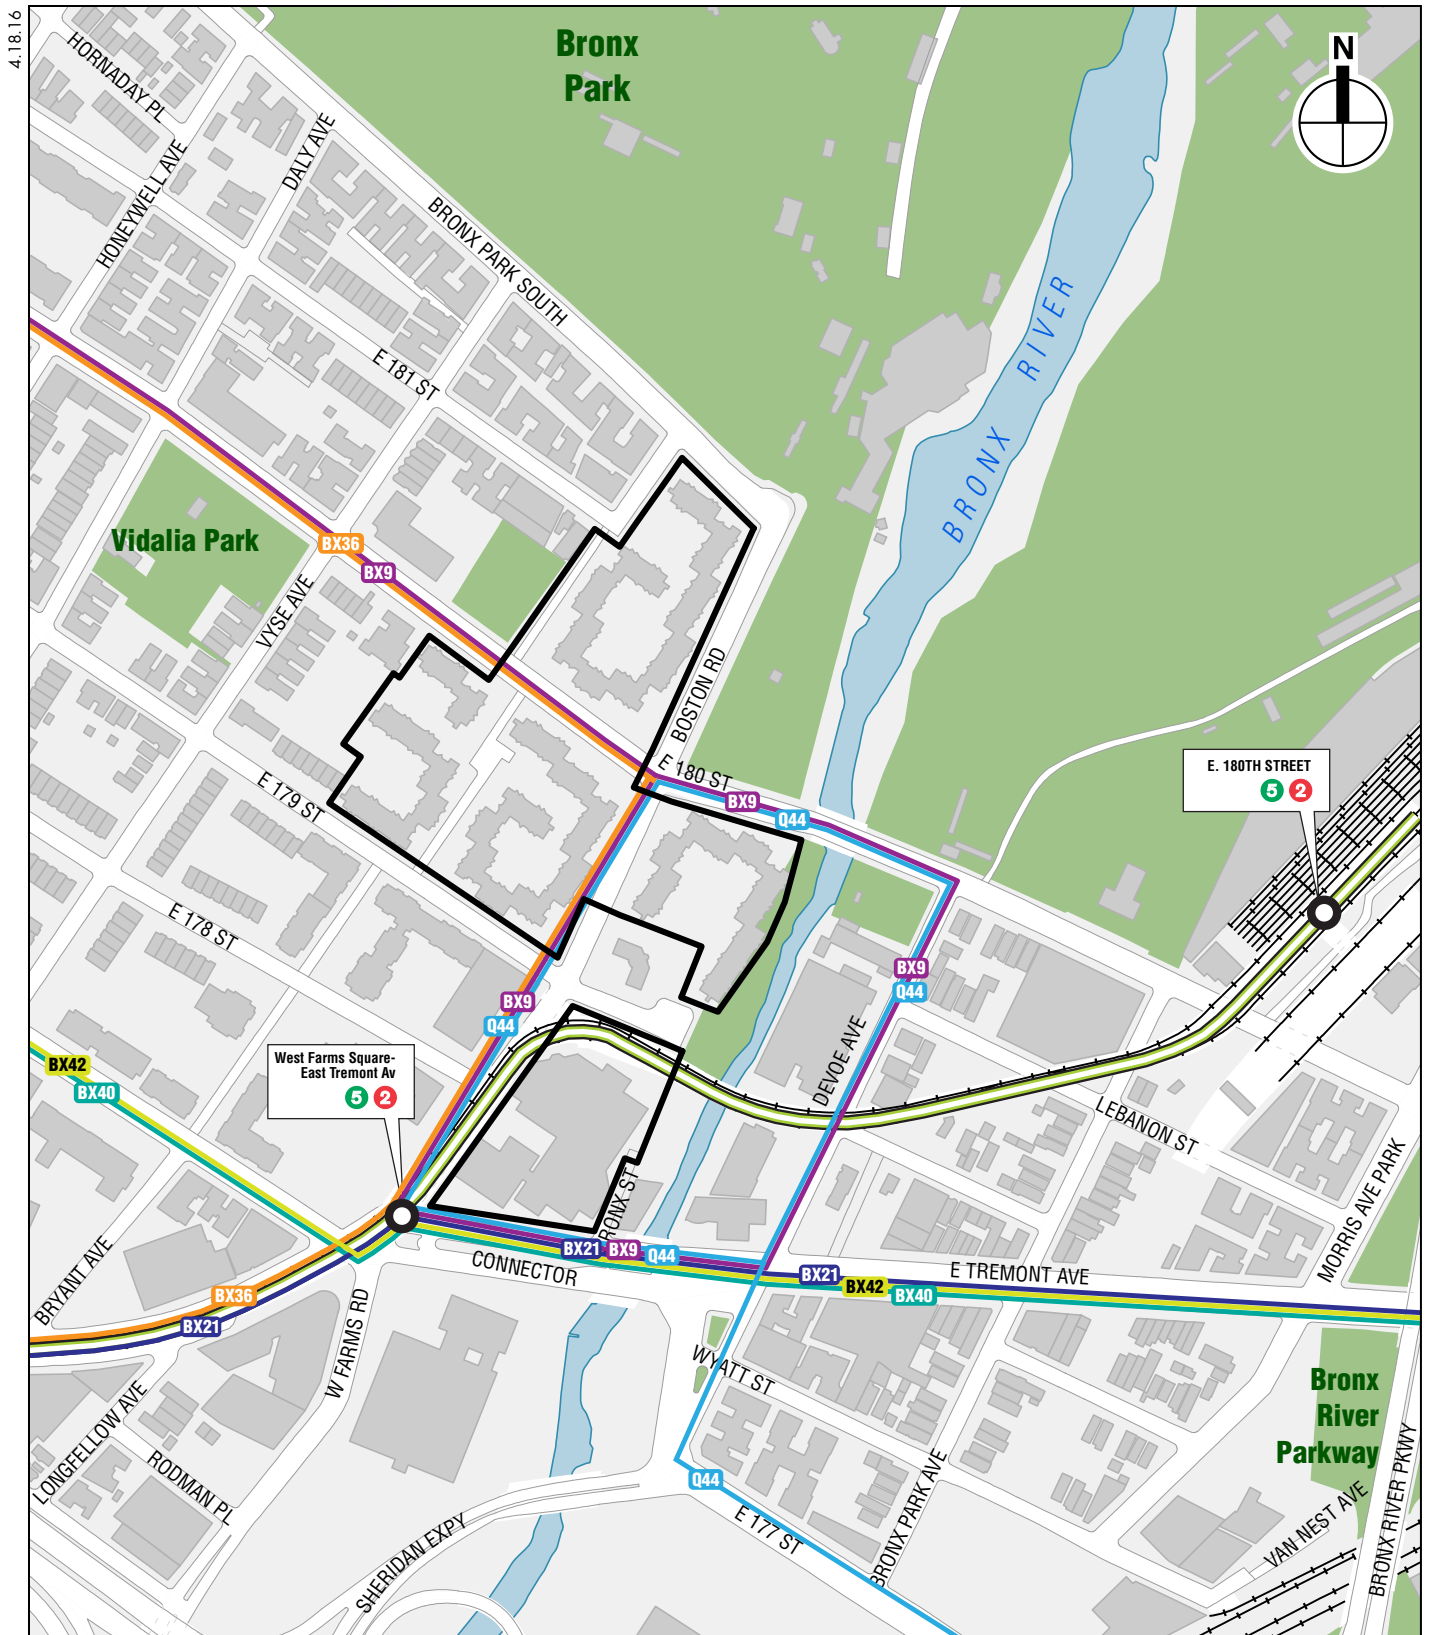 4.18.16
Bronx
Park
N
HORNADAY PL
HONEYWELL AVE
DALY AVE
BRONX PARK SOUTH
E 181 ST
BRONX RIVER
Vidalia Park
BX36
BX9
VYSE AVE
BOSTON RD
E 180 ST
BX9
Q44
E. 180TH STREET
5 2
E 179 ST
E 178 ST
BX9
Q44
BX9
Q44
DEVOE AVE
West Farms Square-
East Tremont Av
5 2
BX42
BX40
LEBANON ST
MORRIS AVE PARK
RONX ST
BX21
BX9
Q44
CONNECTOR
BX21
BX42
BX40
E TREMONT AVE
BRYANT AVE
BX36
BX21
W FARMS RD
WYATT ST
Bronx
River
Parkway
LONGFELLOW AVE
RODMAN PL
Q44
E 177 ST
BRONX PARK AVE
SHERIDAN EXPY
VAN NEST AVE
BRONX RIVER PKWY